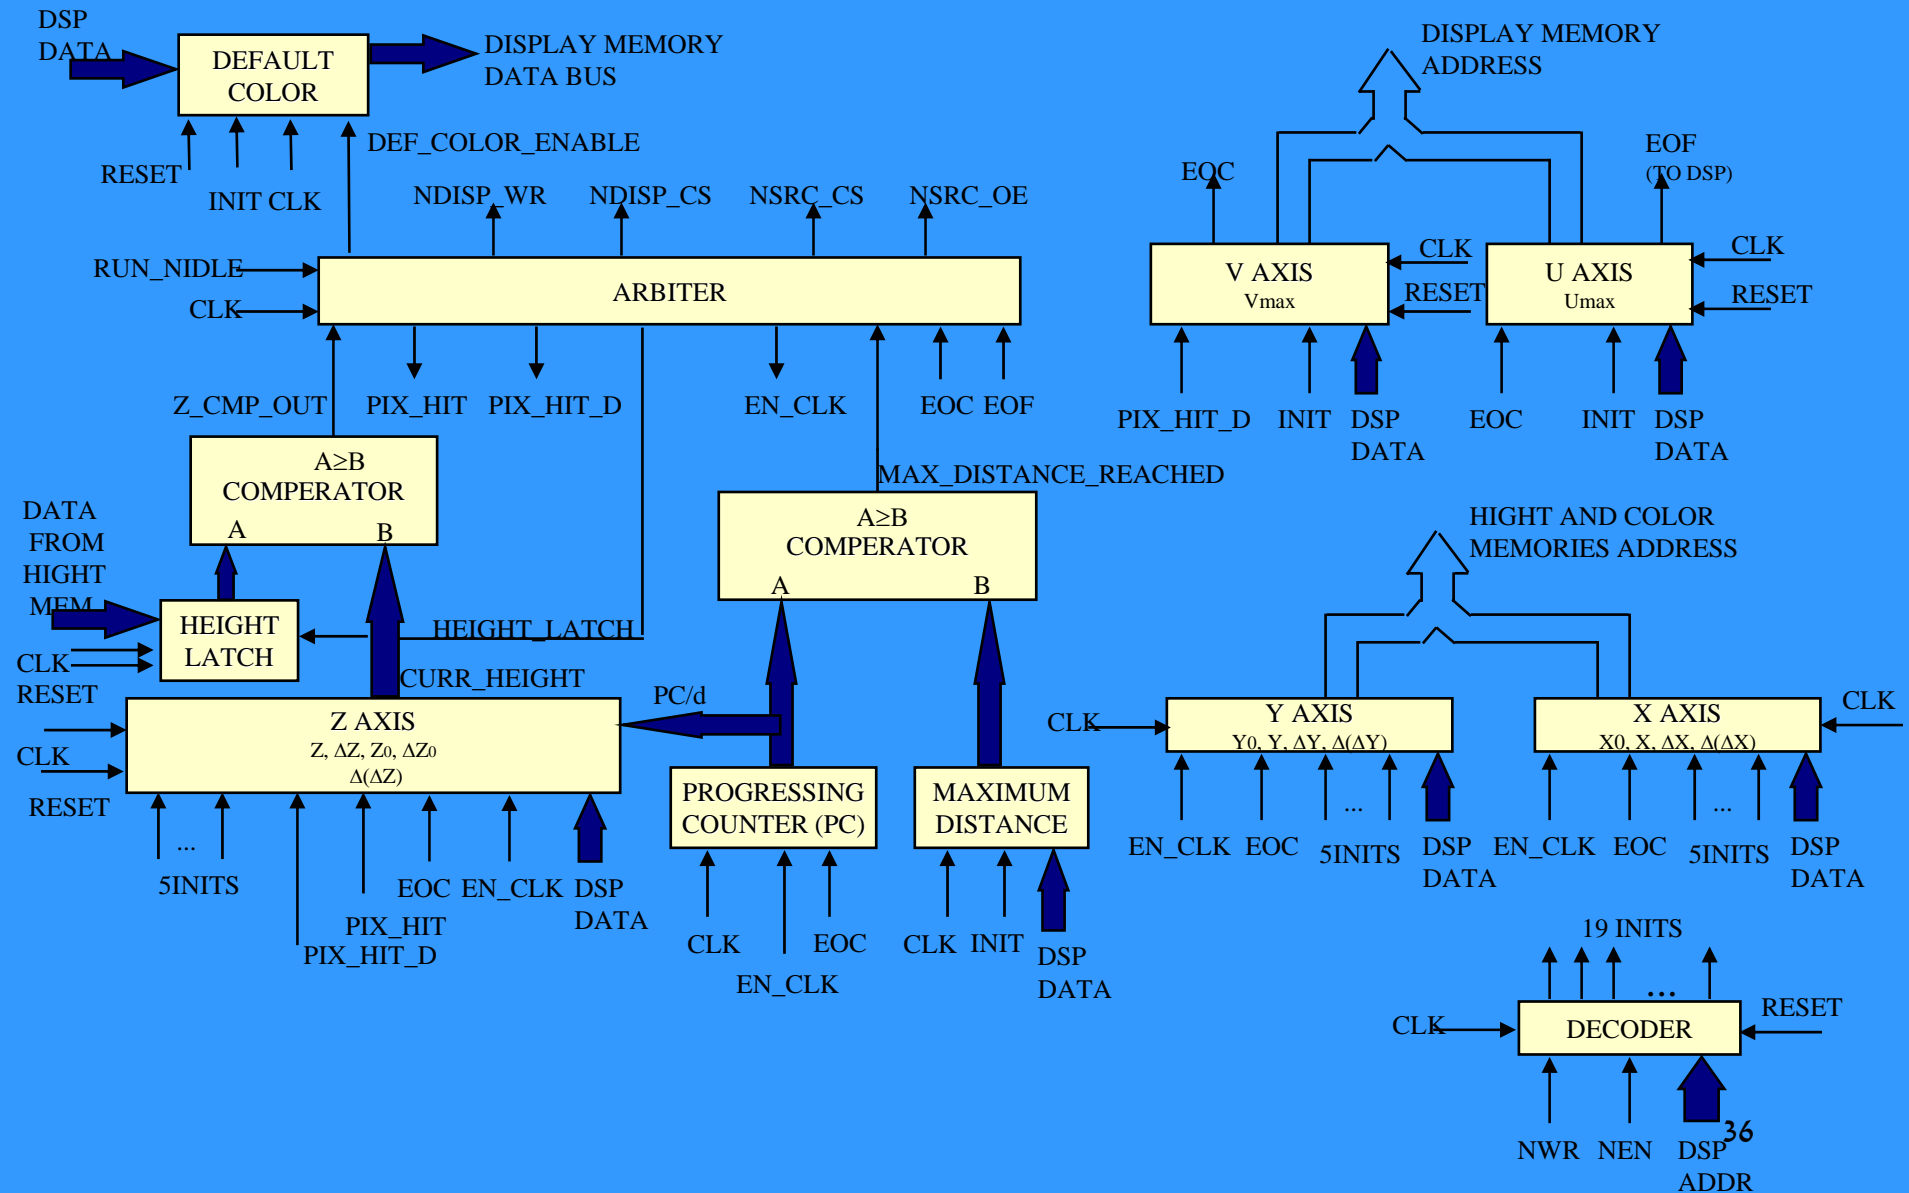 DSP
DATA
DEFAULT
COLOR
DISPLAY MEMORY
DATA BUS
RESET
INIT CLK
DEF_COLOR_ENABLE
NDISP_WR
NDISP_CS
NSRC_CS
NSRC_OE
RUN_NIDLE
CLK
ARBITER
Z_CMP_OUT
PIX_HIT
PIX_HIT_D
EN_CLK
EOC EOF
A≥B
COMPERATOR
A
B
MAX_DISTANCE_REACHED
A≥B
COMPERATOR
A
B
DATA
FROM
HIGHT
MEM
HEIGHT
LATCH
CLK
RESET
HEIGHT_LATCH
CURR_HEIGHT
PC/d
Z AXIS
Z, ΔZ, Z0, ΔZ0
Δ(ΔZ)
CLK
RESET
...
5INITS
PIX_HIT_D
PIX_HIT
EOC
EN_CLK
DSP
DATA
PROGRESSING
COUNTER (PC)
CLK
EN_CLK
EOC
MAXIMUM
DISTANCE
CLK
INIT
DSP
DATA
DISPLAY MEMORY
ADDRESS
EOC
EOF
(TO DSP)
V AXIS
Vmax
CLK
RESET
U AXIS
Umax
CLK
RESET
PIX_HIT_D
INIT
DSP
DATA
EOC
INIT
DSP
DATA
HIGHT AND COLOR
MEMORIES ADDRESS
CLK
Y AXIS
Y0, Y, ΔY, Δ(ΔY)
X AXIS
X0, X, ΔX, Δ(ΔX)
CLK
EN_CLK
EOC
...
5INITS
DSP
DATA
EN_CLK
EOC
...
5INITS
DSP
DATA
19 INITS
...
CLK
DECODER
RESET
NWR
NEN
DSP
ADDR
36